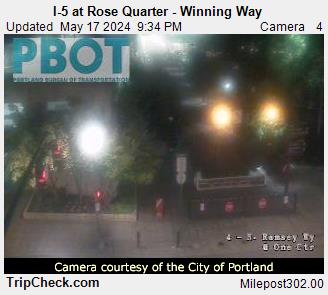 I-5 at Rose Quarter - Winning Way
Updated May 17 2024 9:34 PM Camera 4
PBOT
PORTLAND BUREAU OF TRANSPORTATION
4 - N. Ramsey Wy
@ One Ctr
Camera courtesy of the City of Portland
TripCheck.com Milepost302.00